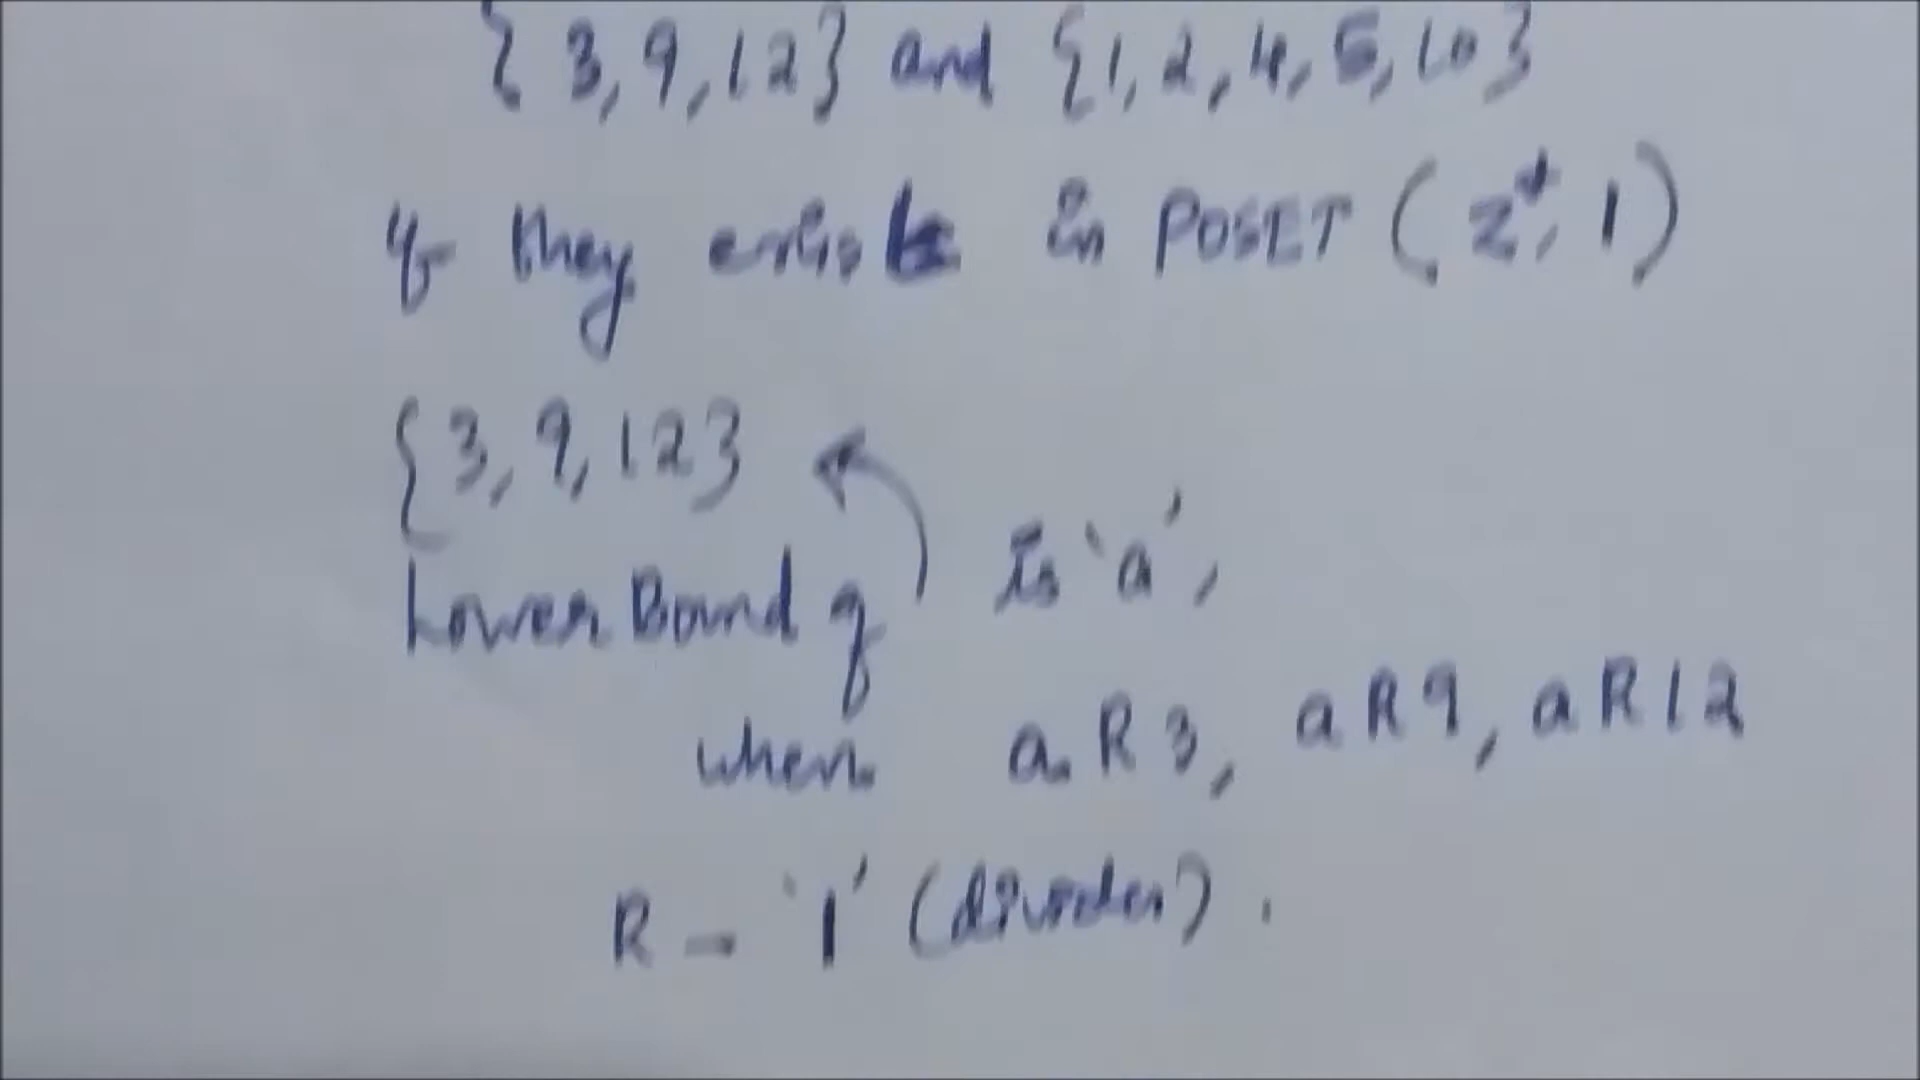 {3, 9, 12} and {1, 2, 4, 5, 10}
if they exists in POSET (Z⁺, |)
{3, 9, 12}
Lower Bound of is 'a',
when a R 3, a R 9, a R 12
R - '|' (divides).